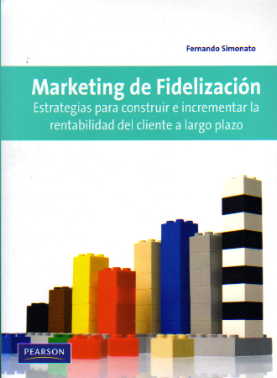 Fernando Simonato
Marketing de Fidelización
Estrategias para construir e incrementar la
rentabilidad del cliente a largo plazo
PEARSON